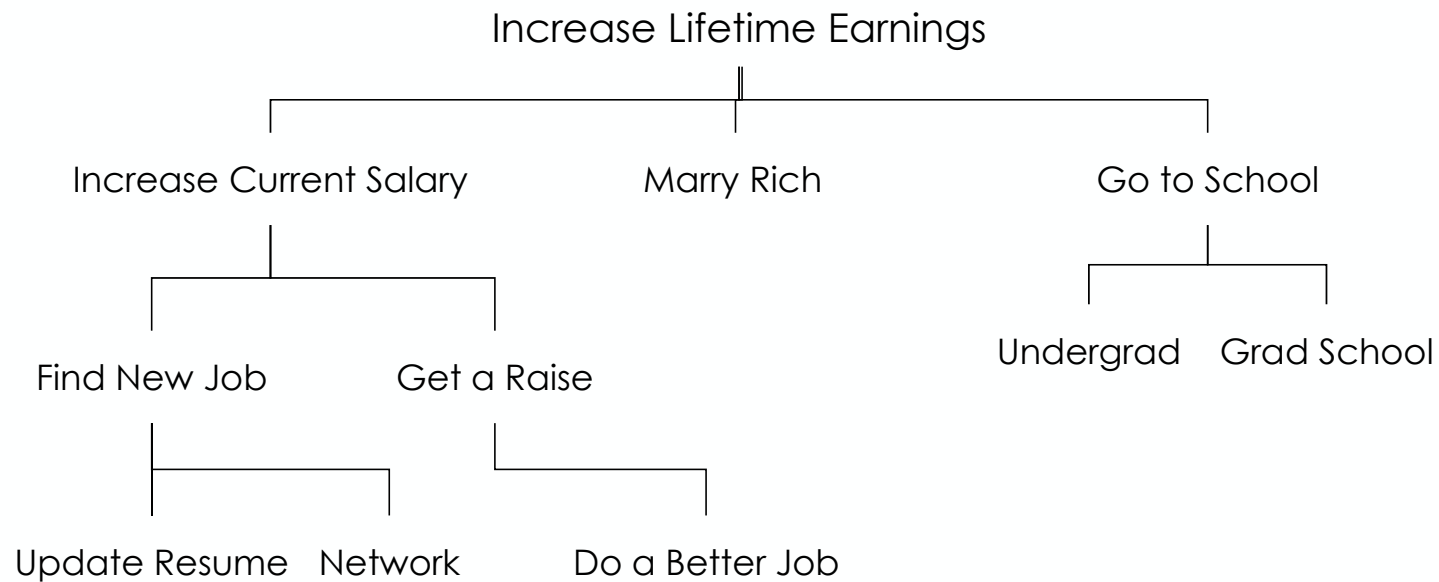 Increase Lifetime Earnings
Increase Current Salary
Marry Rich
Go to School
Undergrad
Grad School
Find New Job
Get a Raise
Update Resume
Network
Do a Better Job